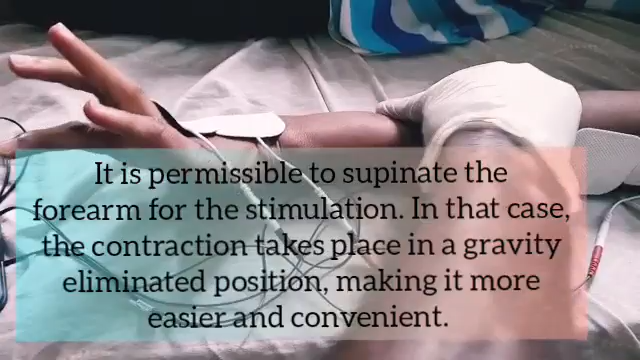 It is permissible to supinate the
forearm for the stimulation. In that case,
the contraction takes place in a gravity
eliminated position, making it more
easier and convenient.